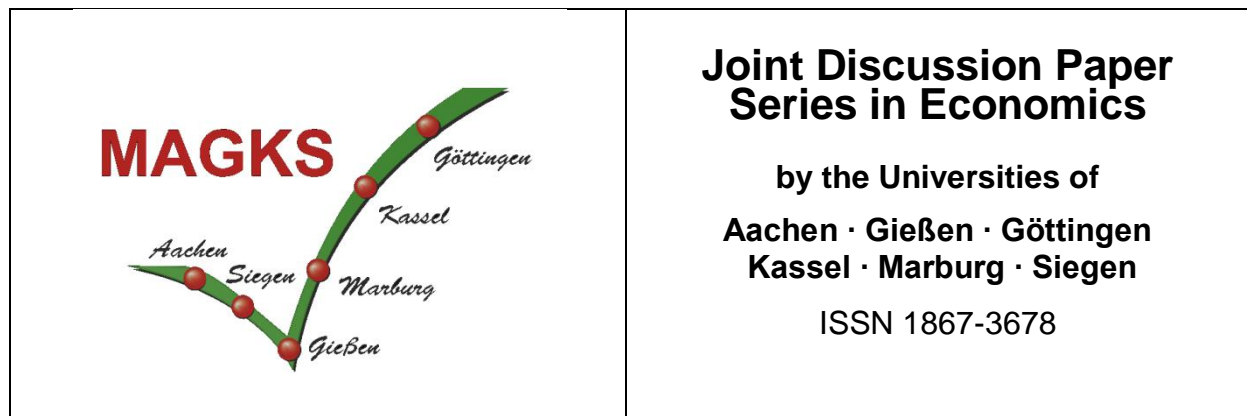 MAGKS
Göttingen
Kassel
Aachen
Siegen
Marburg
Gießen
Joint Discussion Paper
Series in Economics
by the Universities of
Aachen · Gießen · Göttingen
Kassel · Marburg · Siegen
ISSN 1867-3678